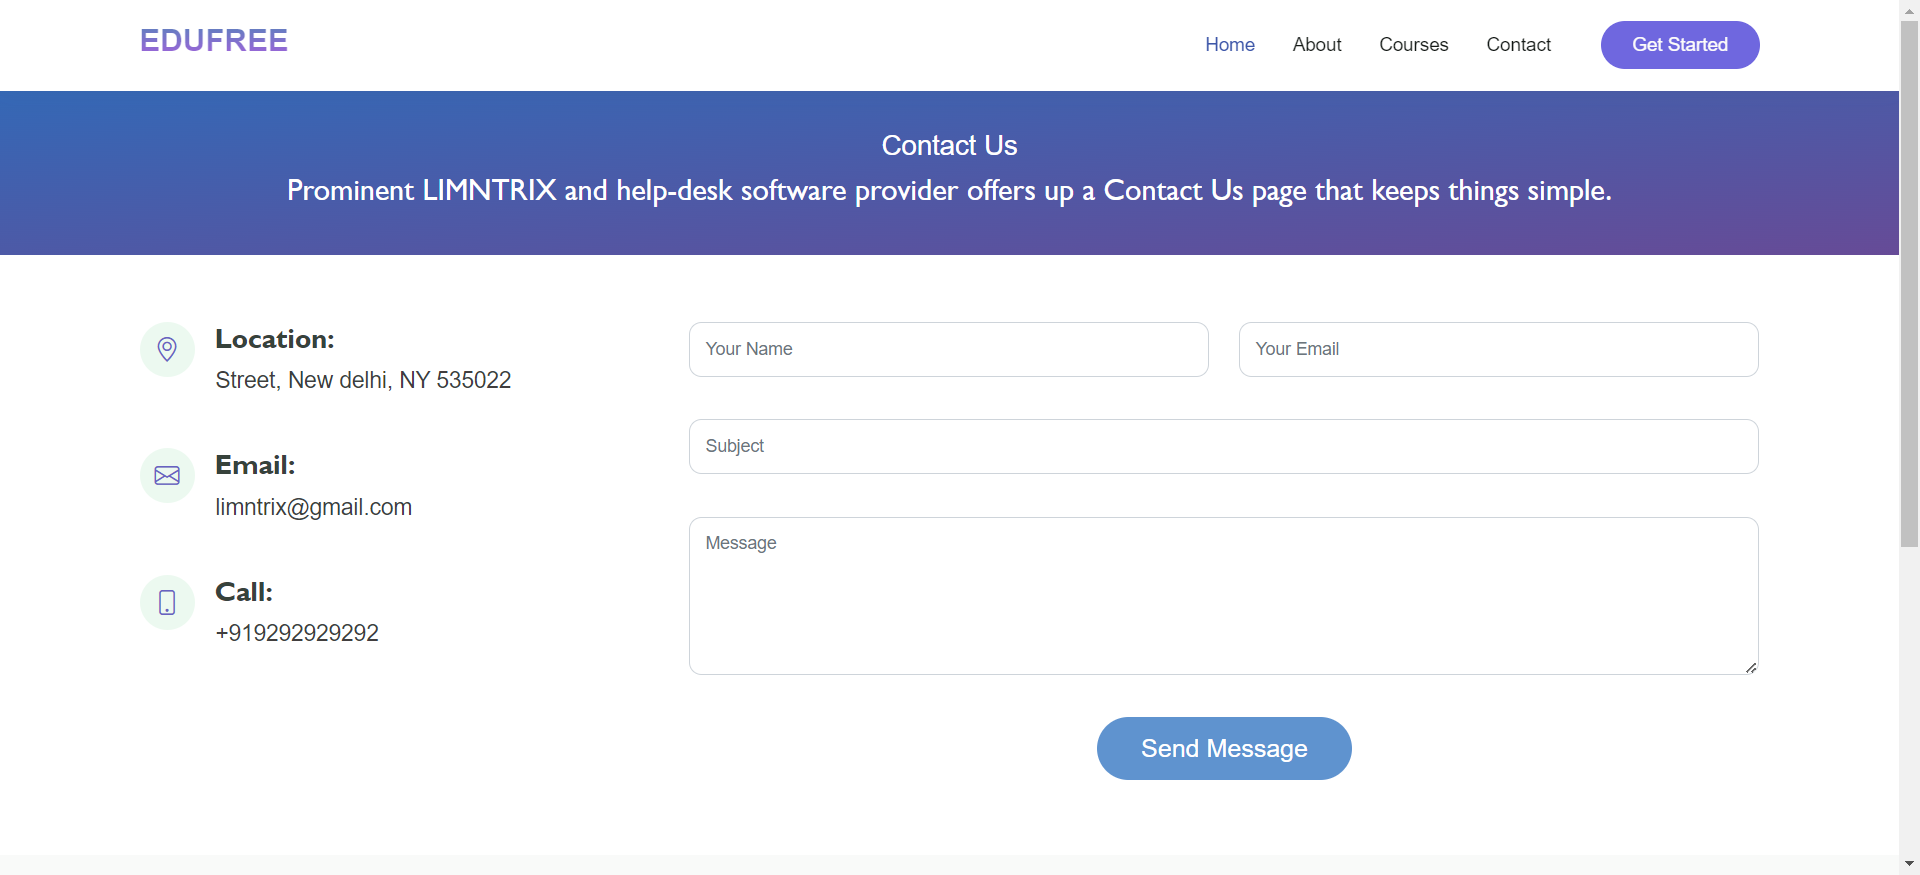 EDUFREE
Home About Courses Contact Get Started
Contact Us
Prominent LIMNTRIX and help-desk software provider offers up a Contact Us page that keeps things simple.
Location:
Street, New delhi, NY 535022
Email:
limntrix@gmail.com
Call:
+919292929292
Your Name
Your Email
Subject
Message
Send Message